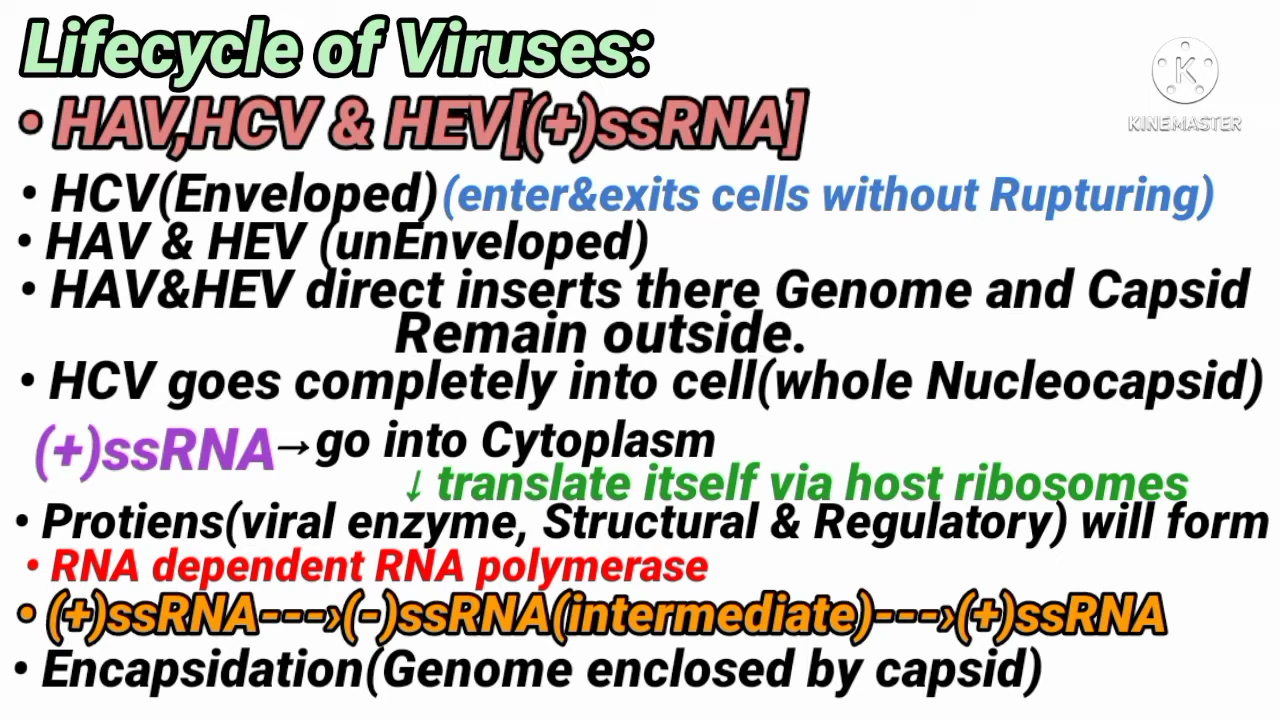 Lifecycle of Viruses:
KINEMASTER
• HAV,HCV & HEV[(+)ssRNA]
• HCV(Enveloped)(enter&exits cells without Rupturing)
• HAV & HEV (unEnveloped)
• HAV&HEV direct inserts there Genome and Capsid
Remain outside.
• HCV goes completely into cell(whole Nucleocapsid)
(+)ssRNA→go into Cytoplasm
↓ translate itself via host ribosomes
• Protiens(viral enzyme, Structural & Regulatory) will form
• RNA dependent RNA polymerase
• (+)ssRNA---›(-)ssRNA(intermediate)---›(+)ssRNA
• Encapsidation(Genome enclosed by capsid)